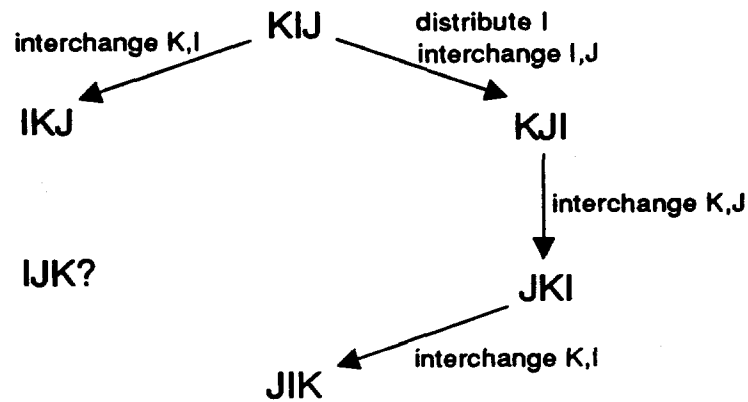 KIJ
interchange K,I
distribute I
interchange I,J
IKJ
KJI
interchange K,J
IJK?
JKI
interchange K,I
JIK